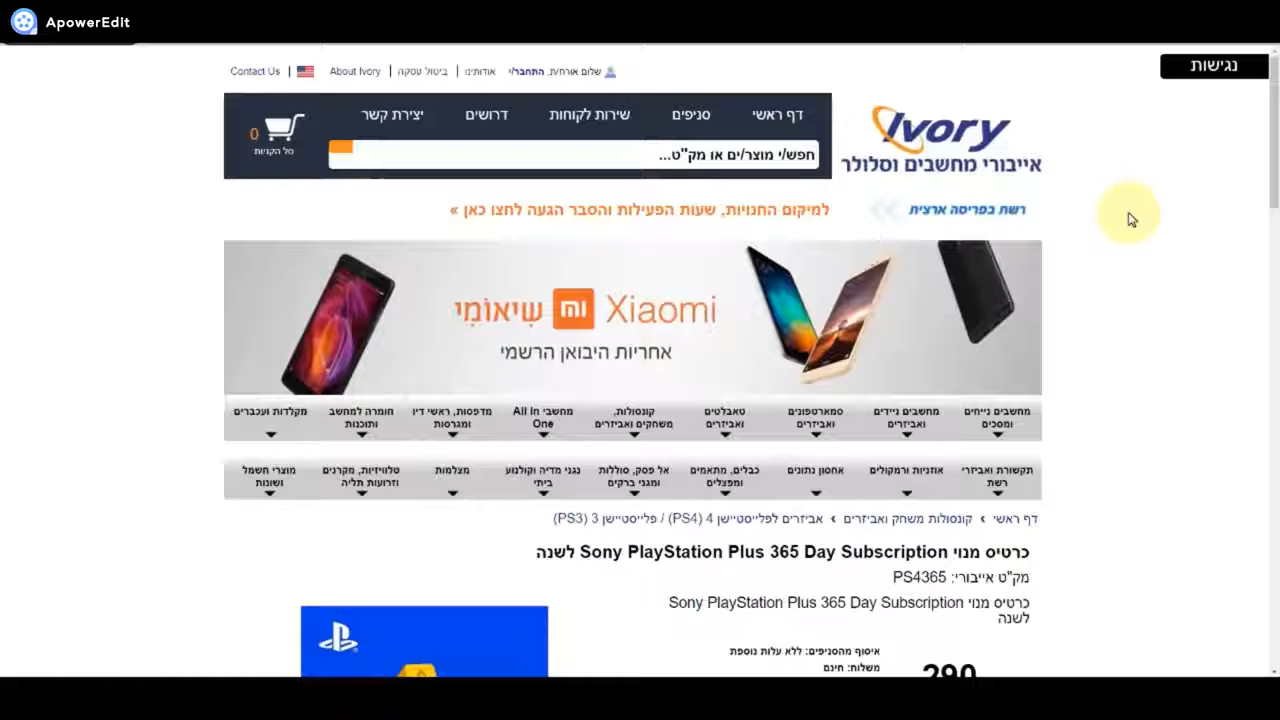 ApowerEdit
נגישות
שלום אורח/ת, התחבר/י | אודותינו | ביטול עסקה | About Ivory | Contact Us
דף ראשי סניפים שירות לקוחות דרושים יצירת קשר
0
סל הקניות
חפש/י מוצר/ים או מק"ט...
Ivory
אייבורי מחשבים וסלולר
רשת בפריסה ארצית
למיקום החנויות, שעות הפעילות והסבר הגעה לחצו כאן »
שִׁיאוֹמִי mi Xiaomi
אחריות היבואן הרשמי
מחשבים נייחים ומסכים
מחשבים ניידים ואביזרים
סמארטפונים ואביזרים
טאבלטים ואביזרים
קונסולות, משחקים ואביזרים
מחשבי All In One
מדפסות, ראשי דיו ומגרסות
חומרה למחשב ותוכנות
מקלדות ועכברים
תקשורת ואביזרי רשת
אוזניות ורמקולים
אחסון נתונים
כבלים, מתאמים ומפצלים
אל פסק, סוללות ומגני ברקים
נגני מדיה וקולנוע ביתי
מצלמות
טלוויזיות, מקרנים וזרועות תליה
מוצרי חשמל ושונות
דף ראשי › קונסולות משחק ואביזרים › אביזרים לפלייסטיישן 4 (PS4) / פלייסטיישן 3 (PS3)
כרטיס מנוי Sony PlayStation Plus 365 Day Subscription לשנה
מק"ט אייבורי: PS4365
כרטיס מנוי Sony PlayStation Plus 365 Day Subscription
לשנה
איסוף מהסניפים: ללא עלות נוספת
משלוח: חינם
290